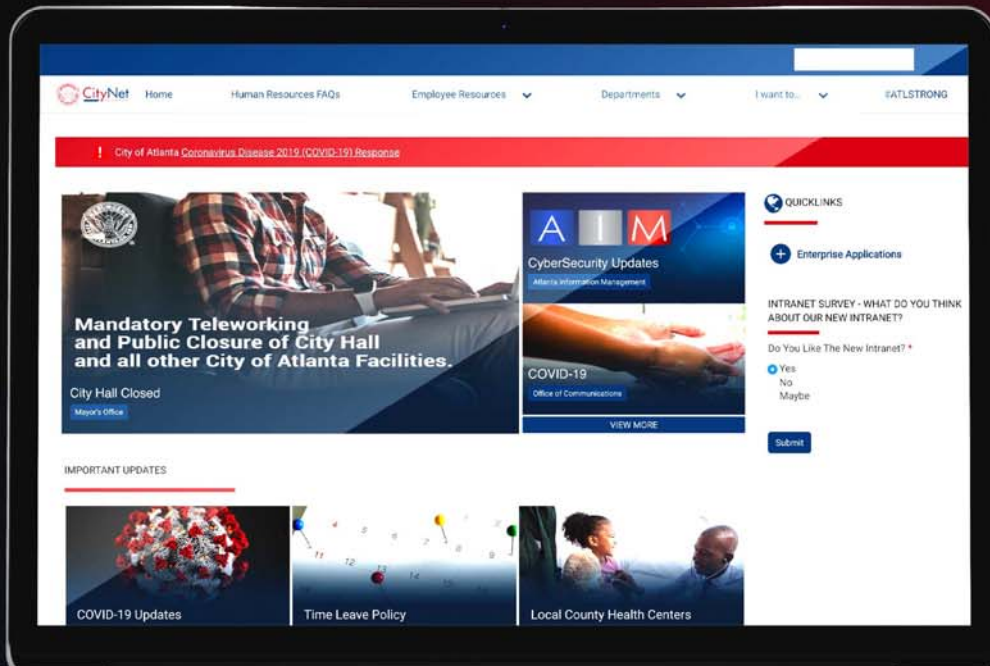 CityNet
Home
Human Resources FAQs
Employee Resources
Departments
I want to...
#ATLSTRONG
! City of Atlanta Coronavirus Disease 2019 (COVID-19) Response
Mandatory Teleworking
and Public Closure of City Hall
and all other City of Atlanta Facilities.
City Hall Closed
Mayor's Office
A I M
CyberSecurity Updates
Atlanta Information Management
COVID-19
Office of Communications
VIEW MORE
QUICKLINKS
Enterprise Applications
INTRANET SURVEY - WHAT DO YOU THINK
ABOUT OUR NEW INTRANET?
Do You Like The New Intranet? *
Yes
No
Maybe
Submit
IMPORTANT UPDATES
COVID-19 Updates
11
12
13
Time Leave Policy
Local County Health Centers